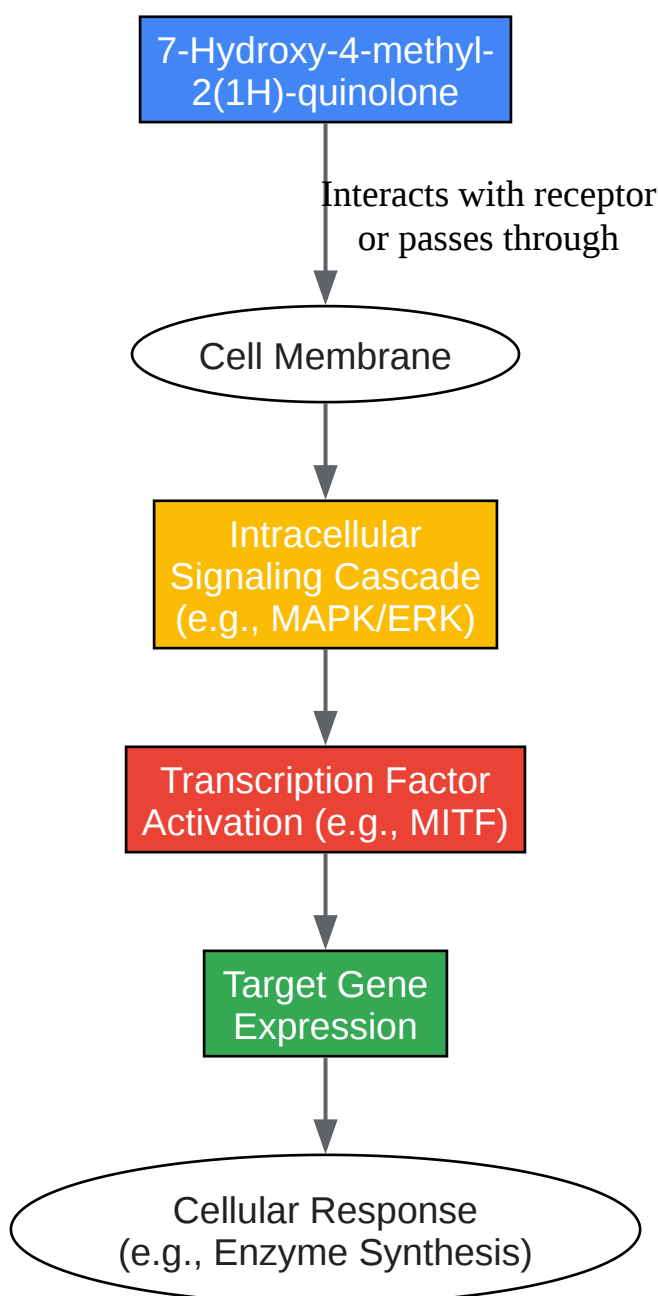 7-Hydroxy-4-methyl-
2(1H)-quinolone
Interacts with receptor
or passes through
Cell Membrane
Intracellular
Signaling Cascade
(e.g., MAPK/ERK)
Transcription Factor
Activation (e.g., MITF)
Target Gene
Expression
Cellular Response
(e.g., Enzyme Synthesis)